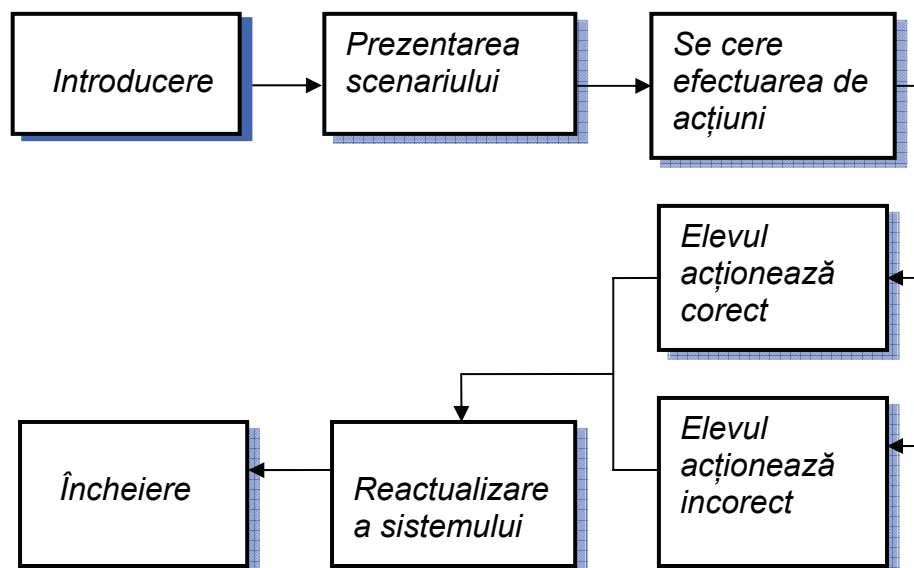 Introducere
Prezentarea
scenariului
Se cere
efectuarea de
acțiuni
Elevul
acționează
corect
Elevul
acționează
incorect
Reactualizare
a sistemului
Încheiere